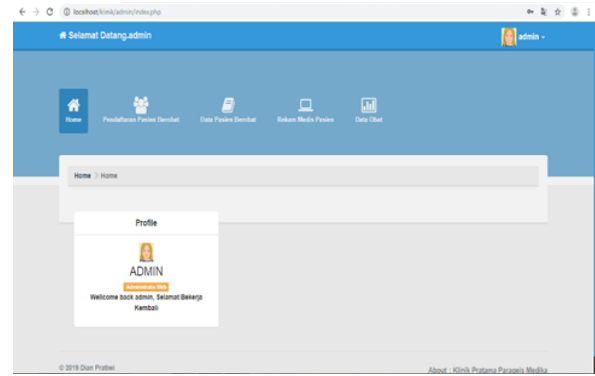 localhost/klinik/admin/index.php
Selamat Datang.admin
admin
Home
Pendaftaran Pasien Berobat
Data Pasien Berobat
Rekam Medis Pasien
Data Obat
Home > Home
Profile
ADMIN
Administrator Web
Wellcome back admin, Selamat Bekerja
Kembali
© 2019 Dian Pratiwi
About : Klinik Pratama Parapeis Medika